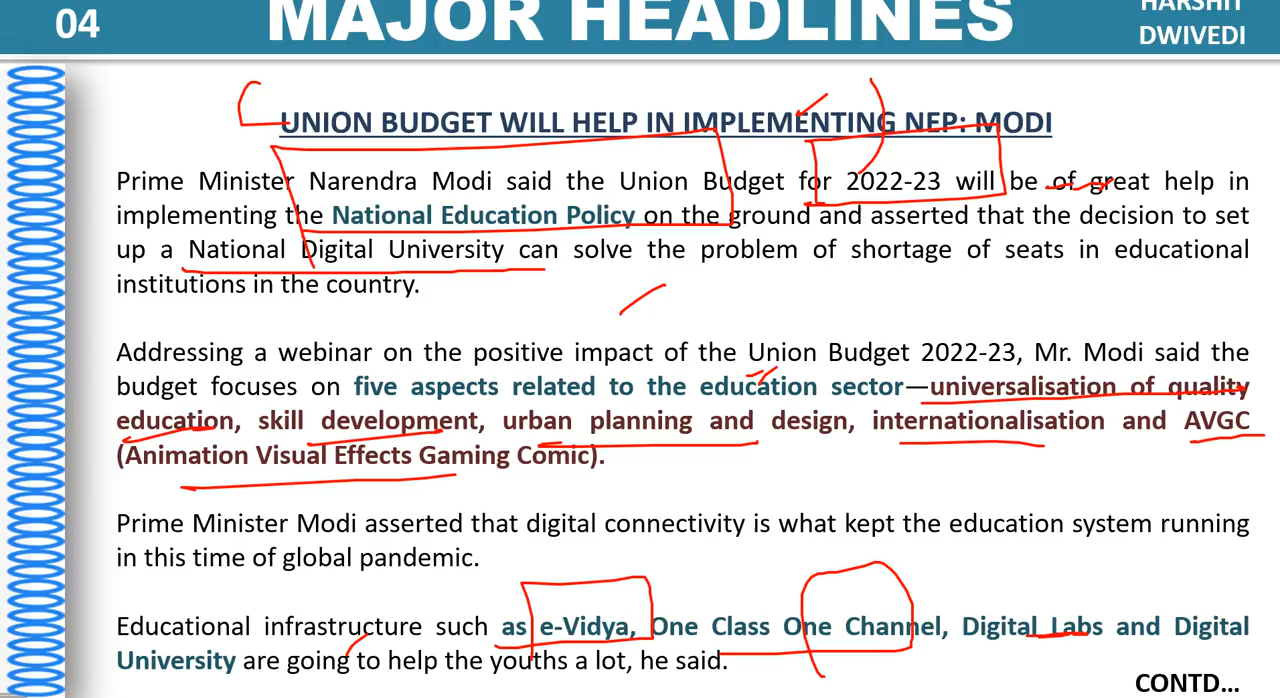 04
MAJOR HEADLINES
HARSHIT
DWIVEDI
UNION BUDGET WILL HELP IN IMPLEMENTING NEP: MODI
Prime Minister Narendra Modi said the Union Budget for 2022-23 will be of great help in
implementing the National Education Policy on the ground and asserted that the decision to set
up a National Digital University can solve the problem of shortage of seats in educational
institutions in the country.
Addressing a webinar on the positive impact of the Union Budget 2022-23, Mr. Modi said the
budget focuses on five aspects related to the education sector—universalisation of quality
education, skill development, urban planning and design, internationalisation and AVGC
(Animation Visual Effects Gaming Comic).
Prime Minister Modi asserted that digital connectivity is what kept the education system running
in this time of global pandemic.
Educational infrastructure such as e-Vidya, One Class One Channel, Digital Labs and Digital
University are going to help the youths a lot, he said.
CONTD...